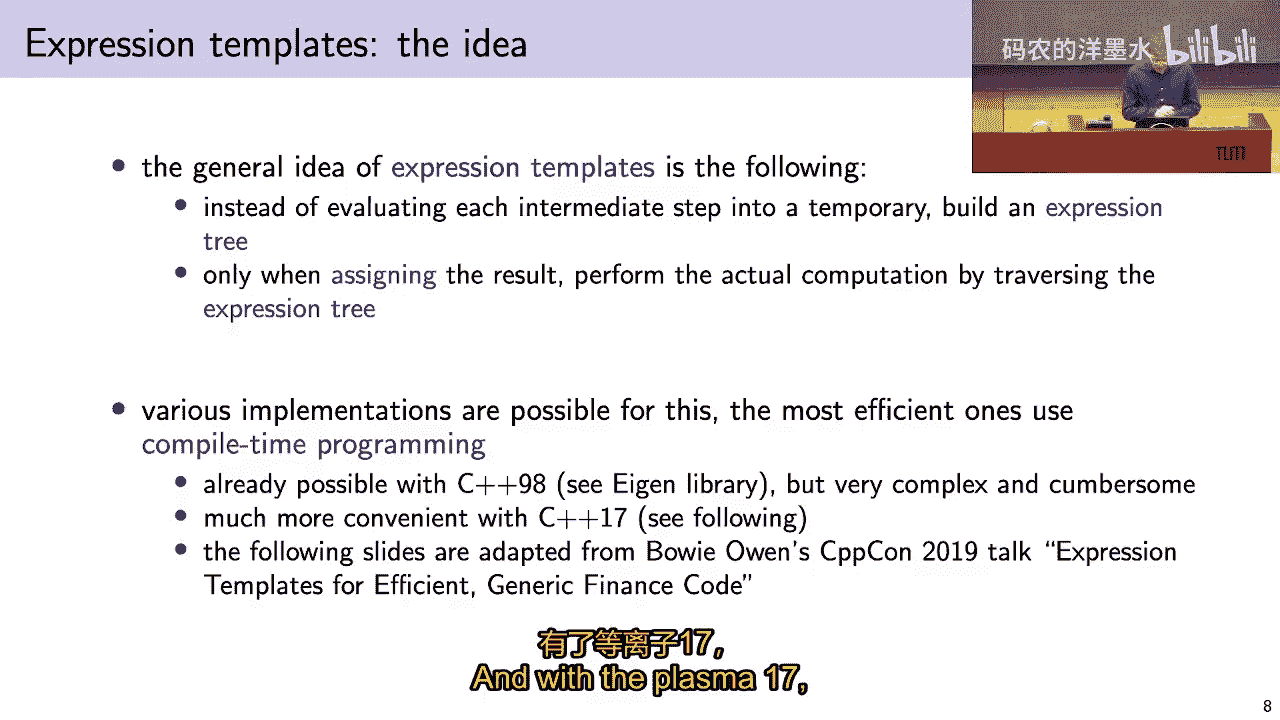 Expression templates: the idea
码农的洋墨水 bilibili
TUM
• the general idea of expression templates is the following:
• instead of evaluating each intermediate step into a temporary, build an expression
tree
• only when assigning the result, perform the actual computation by traversing the
expression tree
• various implementations are possible for this, the most efficient ones use
compile-time programming
• already possible with C++98 (see Eigen library), but very complex and cumbersome
• much more convenient with C++17 (see following)
• the following slides are adapted from Bowie Owen's CppCon 2019 talk “Expression
Templates for Efficient, Generic Finance Code”
有了等离子17,
And with the plasma 17,
8